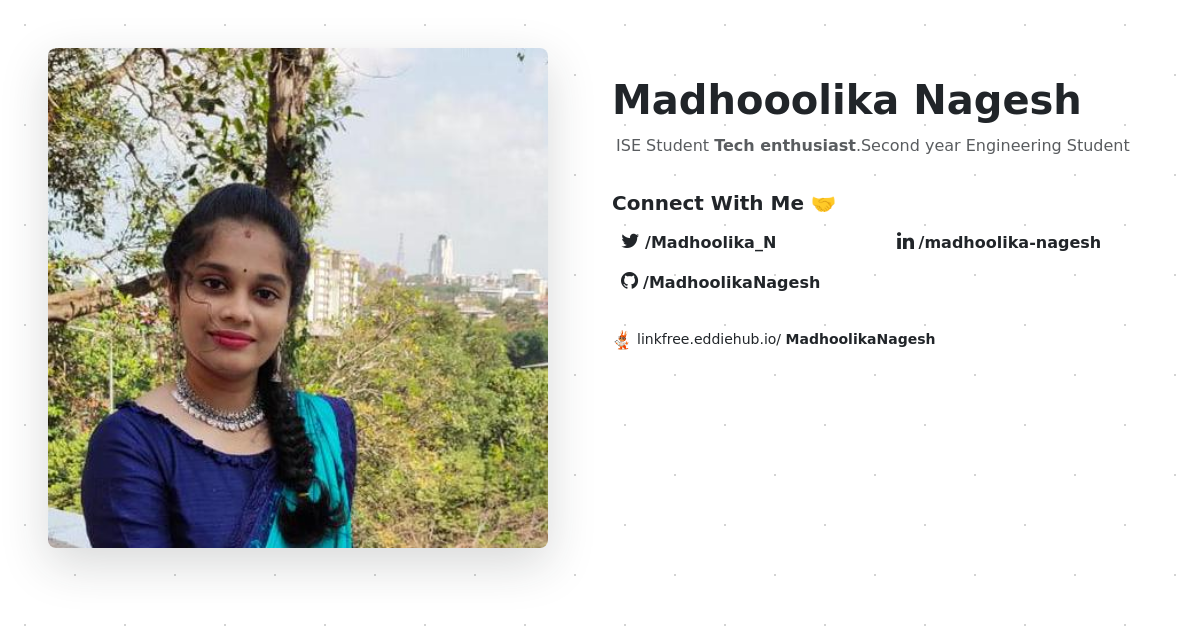 Madhooolika Nagesh
ISE Student Tech enthusiast.Second year Engineering Student
Connect With Me 🤝
/Madhoolika_N
/madhoolika-nagesh
/MadhoolikaNagesh
linkfree.eddiehub.io/ MadhoolikaNagesh